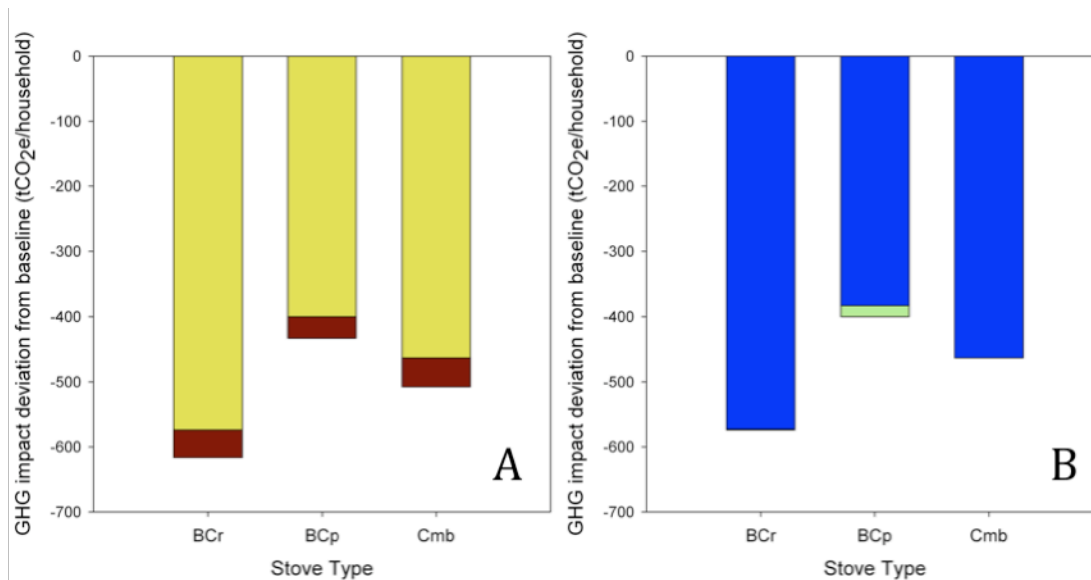 GHG impact deviation from baseline (tCO2e/household)
0
-100
-200
-300
-400
-500
-600
-700
A
BCr BCp Cmb
Stove Type
GHG impact deviation from baseline (tCO2e/household)
0
-100
-200
-300
-400
-500
-600
-700
B
BCr BCp Cmb
Stove Type